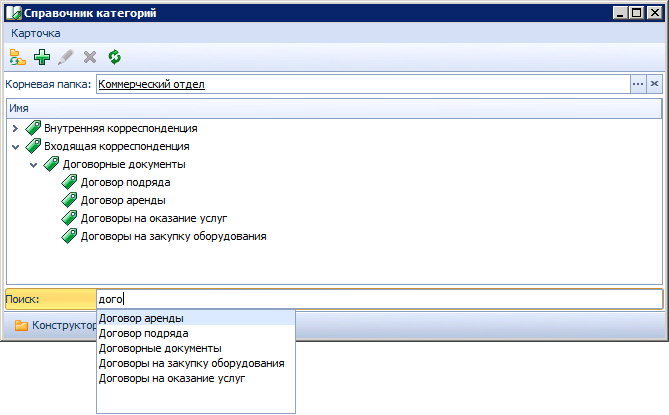 Справочник категорий
Карточка
Корневая папка: Коммерческий отдел ...
Имя
Внутренняя корреспонденция
Входящая корреспонденция
Договорные документы
Договор подряда
Договор аренды
Договоры на оказание услуг
Договоры на закупку оборудования
Поиск: дого
Конструктор
Договор аренды
Договор подряда
Договорные документы
Договоры на закупку оборудования
Договоры на оказание услуг